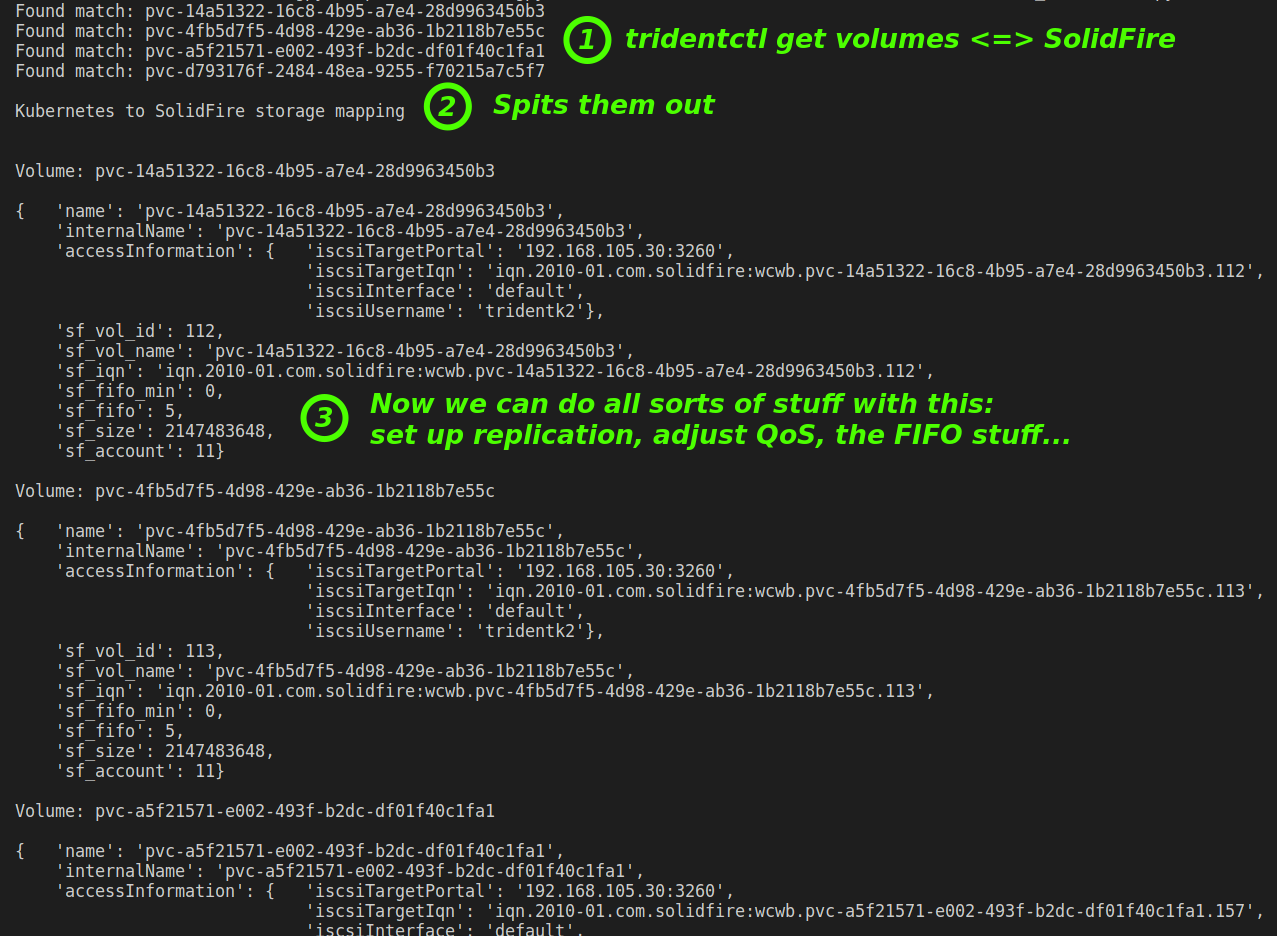 Found match: pvc-14a51322-16c8-4b95-a7e4-28d9963450b3
Found match: pvc-4fb5d7f5-4d98-429e-ab36-1b2118b7e55c
1 tridentctl get volumes <=> SolidFire
Found match: pvc-a5f21571-e002-493f-b2dc-df01f40c1fa1
Found match: pvc-d793176f-2484-48ea-9255-f70215a7c5f7
Kubernetes to SolidFire storage mapping
2 Spits them out
Volume: pvc-14a51322-16c8-4b95-a7e4-28d9963450b3
{   'name': 'pvc-14a51322-16c8-4b95-a7e4-28d9963450b3',
    'internalName': 'pvc-14a51322-16c8-4b95-a7e4-28d9963450b3',
    'accessInformation': {   'iscsiTargetPortal': '192.168.105.30:3260',
                             'iscsiTargetIqn': 'iqn.2010-01.com.solidfire:wcwb.pvc-14a51322-16c8-4b95-a7e4-28d9963450b3.112',
                             'iscsiInterface': 'default',
                             'iscsiUsername': 'tridentk2'},
    'sf_vol_id': 112,
    'sf_vol_name': 'pvc-14a51322-16c8-4b95-a7e4-28d9963450b3',
    'sf_iqn': 'iqn.2010-01.com.solidfire:wcwb.pvc-14a51322-16c8-4b95-a7e4-28d9963450b3.112',
    'sf_fifo_min': 0,
    'sf_fifo': 5,
    'sf_size': 2147483648,
    'sf_account': 11}
3 Now we can do all sorts of stuff with this:
set up replication, adjust QoS, the FIFO stuff...
Volume: pvc-4fb5d7f5-4d98-429e-ab36-1b2118b7e55c
{   'name': 'pvc-4fb5d7f5-4d98-429e-ab36-1b2118b7e55c',
    'internalName': 'pvc-4fb5d7f5-4d98-429e-ab36-1b2118b7e55c',
    'accessInformation': {   'iscsiTargetPortal': '192.168.105.30:3260',
                             'iscsiTargetIqn': 'iqn.2010-01.com.solidfire:wcwb.pvc-4fb5d7f5-4d98-429e-ab36-1b2118b7e55c.113',
                             'iscsiInterface': 'default',
                             'iscsiUsername': 'tridentk2'},
    'sf_vol_id': 113,
    'sf_vol_name': 'pvc-4fb5d7f5-4d98-429e-ab36-1b2118b7e55c',
    'sf_iqn': 'iqn.2010-01.com.solidfire:wcwb.pvc-4fb5d7f5-4d98-429e-ab36-1b2118b7e55c.113',
    'sf_fifo_min': 0,
    'sf_fifo': 5,
    'sf_size': 2147483648,
    'sf_account': 11}
Volume: pvc-a5f21571-e002-493f-b2dc-df01f40c1fa1
{   'name': 'pvc-a5f21571-e002-493f-b2dc-df01f40c1fa1',
    'internalName': 'pvc-a5f21571-e002-493f-b2dc-df01f40c1fa1',
    'accessInformation': {   'iscsiTargetPortal': '192.168.105.30:3260',
                             'iscsiTargetIqn': 'iqn.2010-01.com.solidfire:wcwb.pvc-a5f21571-e002-493f-b2dc-df01f40c1fa1.157',
                             'iscsiInterface': 'default',